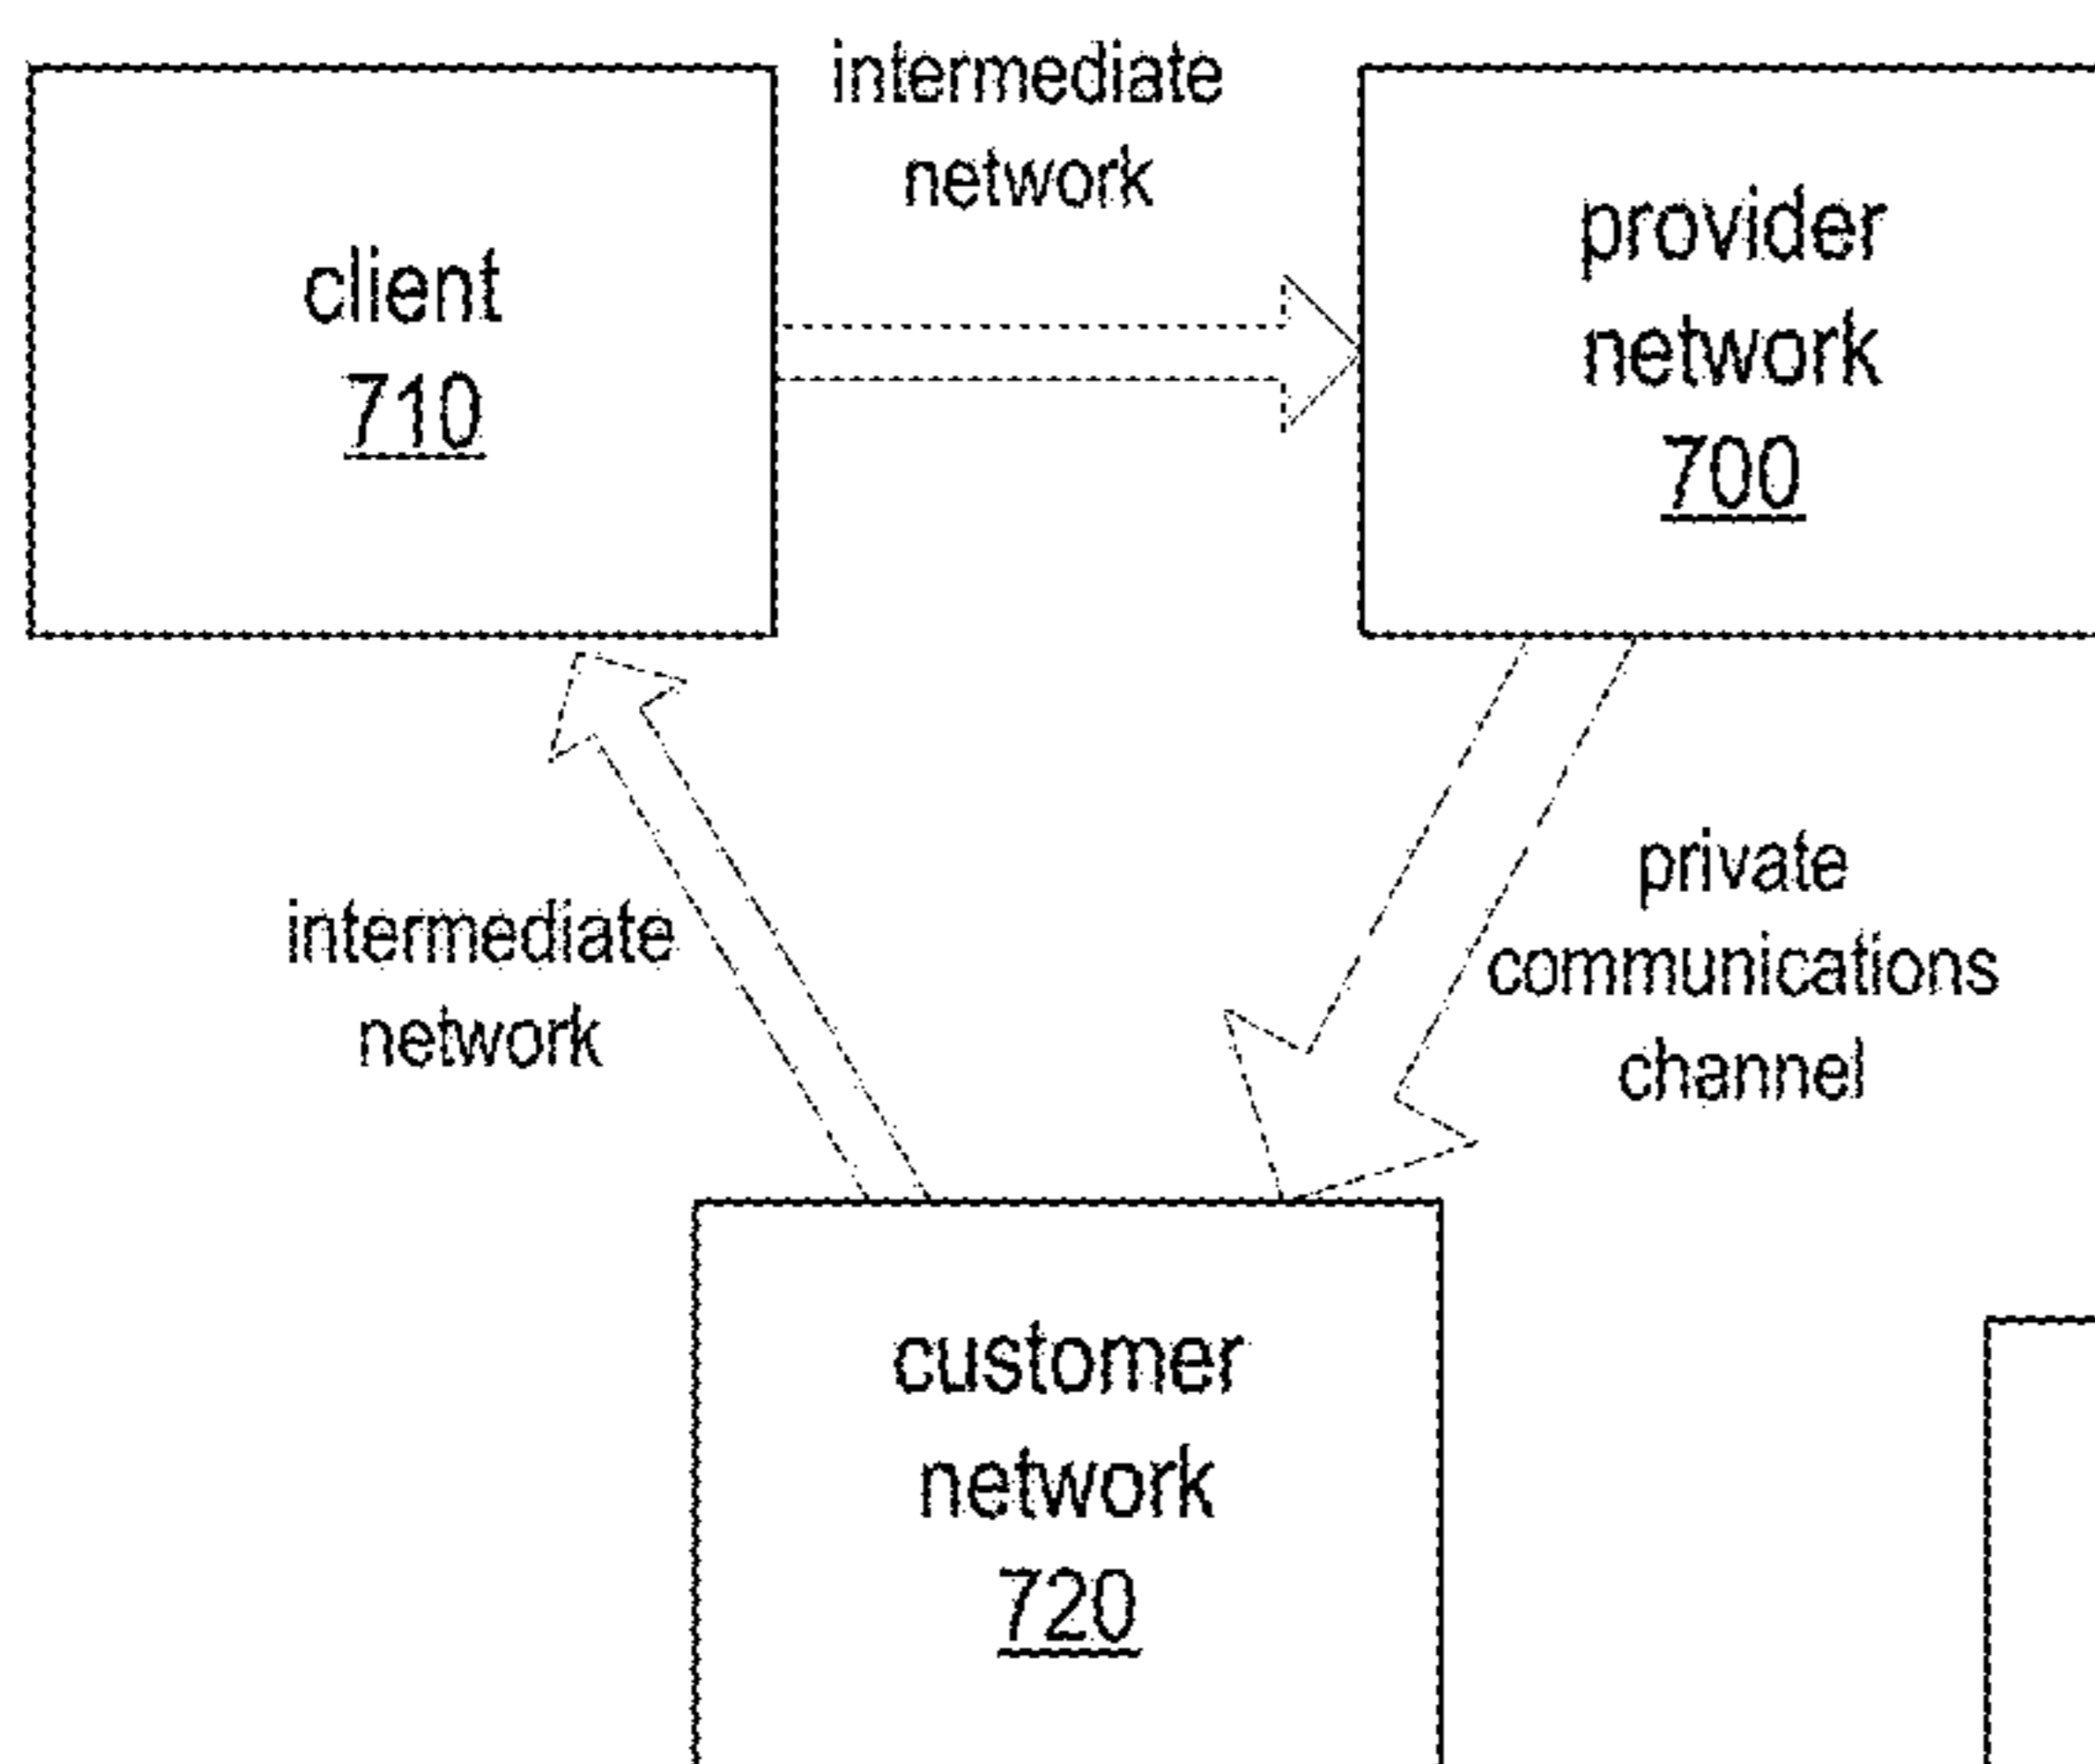 client
710
intermediate
network
provider
network
700
intermediate
network
private
communications
channel
customer
network
720